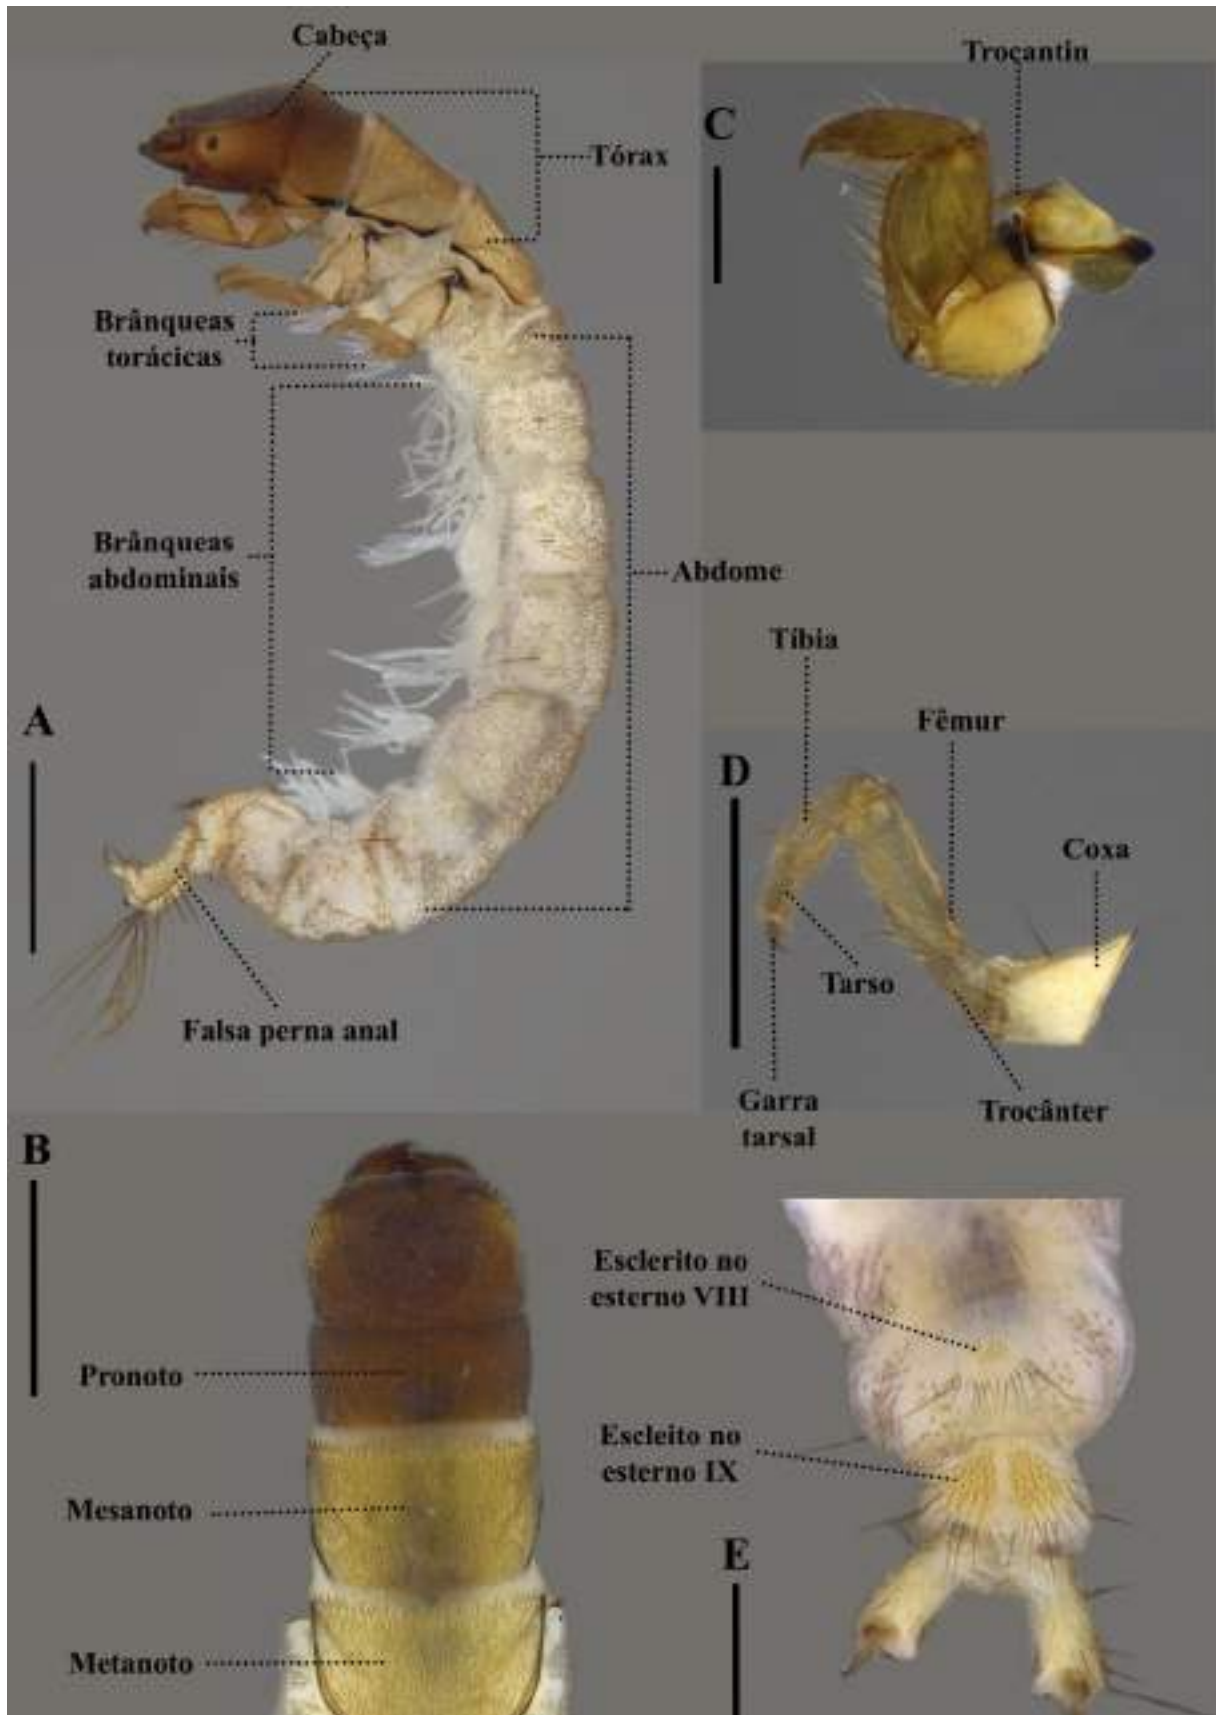 Cabeça
Tórax
Brânqueas
torácicas
Brânqueas
abdominais
Abdome
A
Falsa perna anal
B
Pronoto
Mesanoto
Metanoto
Trocantin
C
Tíbia
Fêmur
D
Coxa
Tarso
Garra
tarsal
Trocânter
Esclerito no
esterno VIII
Escleito no
esterno IX
E